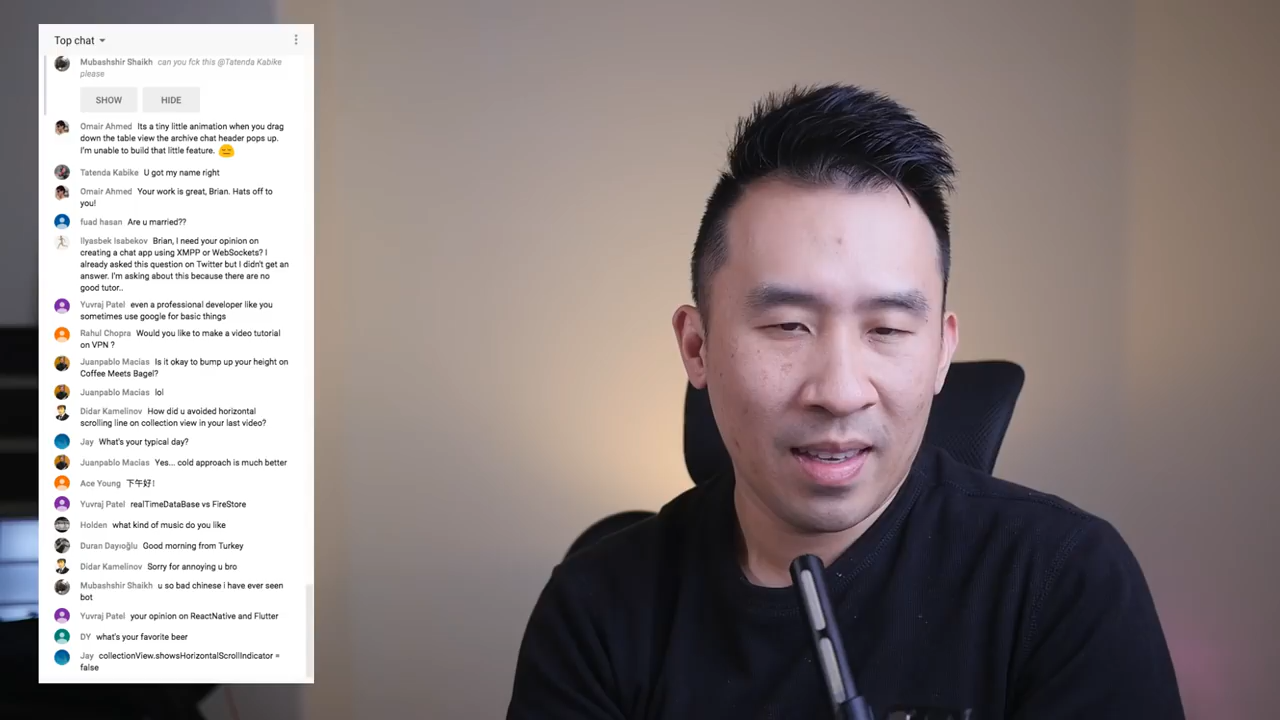 Top chat
Mubashshir Shaikh can you fck this @Tatenda Kabike
please
SHOW HIDE
Omair Ahmed Its a tiny little animation when you drag
down the table view the archive chat header pops up.
I'm unable to build that little feature.
Tatenda Kabike U got my name right
Omair Ahmed Your work is great, Brian. Hats off to
you!
fuad hasan Are u married??
Ilyasbek Isabekov Brian, I need your opinion on
creating a chat app using XMPP or WebSockets? I
already asked this question on Twitter but I didn't get an
answer. I'm asking about this because there are no
good tutor..
Yuvraj Patel even a professional developer like you
sometimes use google for basic things
Rahul Chopra Would you like to make a video tutorial
on VPN ?
Juanpablo Macias Is it okay to bump up your height on
Coffee Meets Bagel?
Juanpablo Macias lol
Didar Kamelinov How did u avoided horizontal
scrolling line on collection view in your last video?
Jay What's your typical day?
Juanpablo Macias Yes... cold approach is much better
Ace Young 下午好！
Yuvraj Patel realTimeDataBase vs FireStore
Holden what kind of music do you like
Duran Dayıoğlu Good morning from Turkey
Didar Kamelinov Sorry for annoying u bro
Mubashshir Shaikh u so bad chinese i have ever seen
bot
Yuvraj Patel your opinion on ReactNative and Flutter
DY what's your favorite beer
Jay collectionView.showsHorizontalScrollIndicator =
false